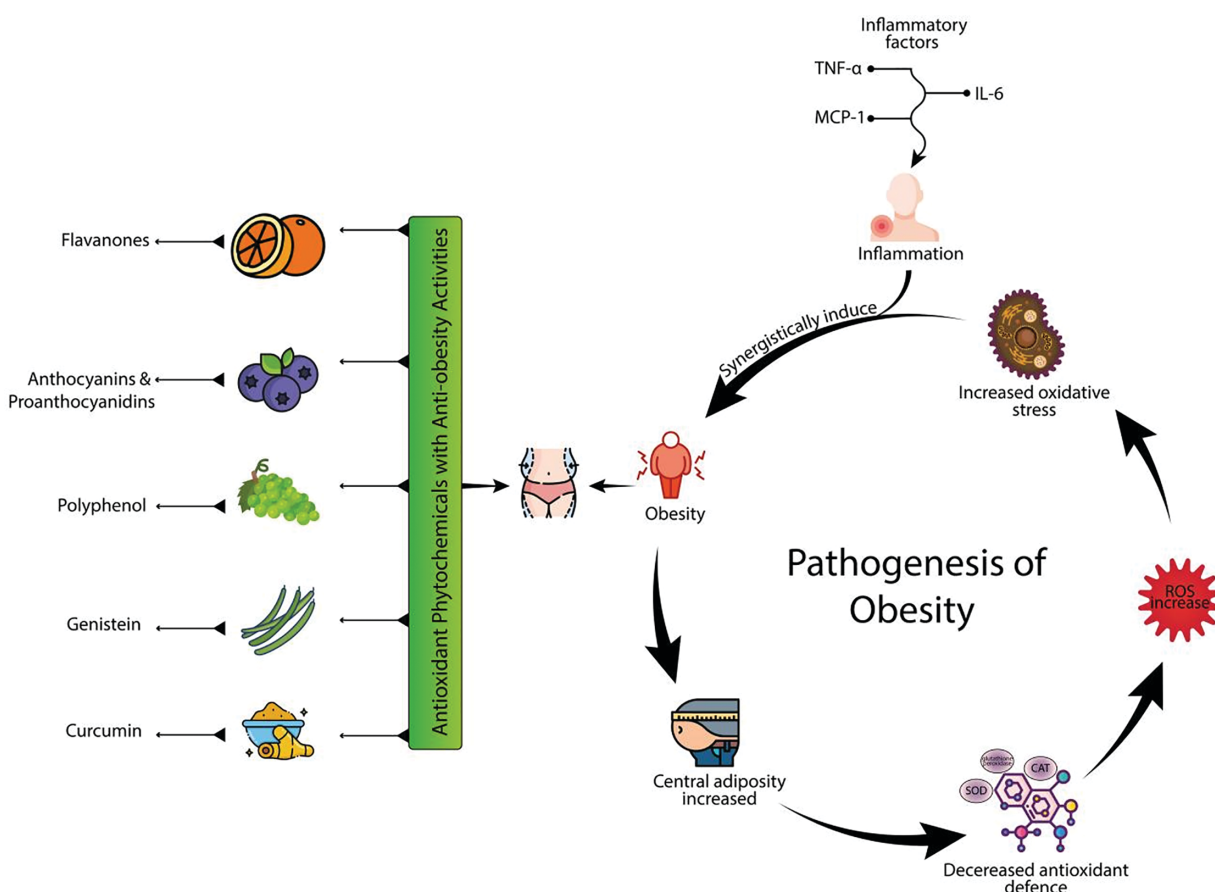 Inflammatory
factors
TNF-α
IL-6
MCP-1
Inflammation
Synergistically induce
Increased oxidative
stress
Flavanones
Anthocyanins &
Proanthocyanidins
Polyphenol
Genistein
Curcumin
Antioxidant Phytochemicals with Anti-obesity Activities
Obesity
Pathogenesis of
Obesity
ROS
increase
Central adiposity
increased
glutathione
peroxidase
CAT
SOD
Decereased antioxidant
defence